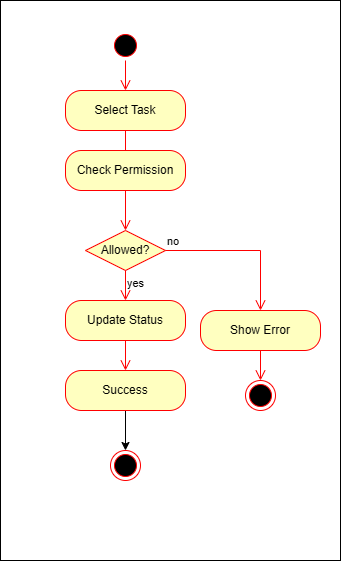 Select Task
Check Permission
Allowed?
no
yes
Update Status
Show Error
Success